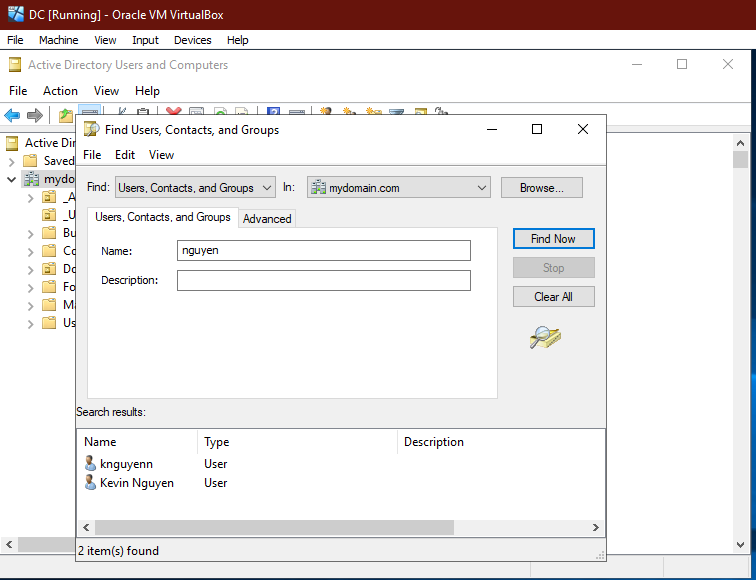 DC [Running] - Oracle VM VirtualBox
File Machine View Input Devices Help
Active Directory Users and Computers
File Action View Help
Active Dir
Saved
mydo
_A
_U
Bu
Co
Do
Fo
Ma
Us
Find Users, Contacts, and Groups
File Edit View
Find: Users, Contacts, and Groups In: mydomain.com Browse...
Users, Contacts, and Groups Advanced
Name: nguyen
Description:
Find Now
Stop
Clear All
Search results:
Name Type Description
knguyenn User
Kevin Nguyen User
2 item(s) found